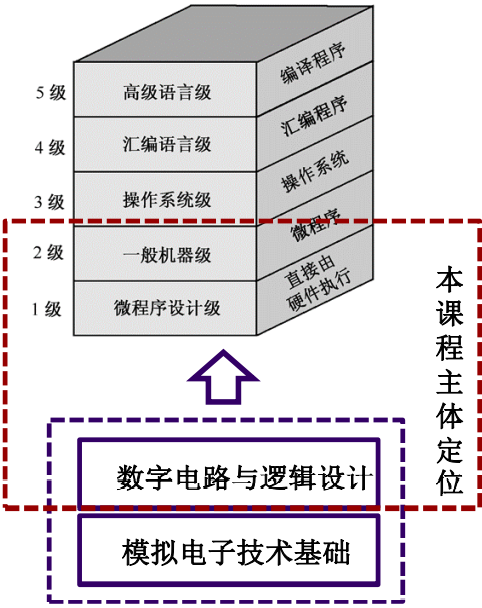 5 级
高级语言级
编译程序
4 级
汇编语言级
汇编程序
3 级
操作系统级
操作系统
2 级
一般机器级
微程序
1 级
微程序设计级
直接由
硬件执行
本课程主体定位
数字电路与逻辑设计
模拟电子技术基础